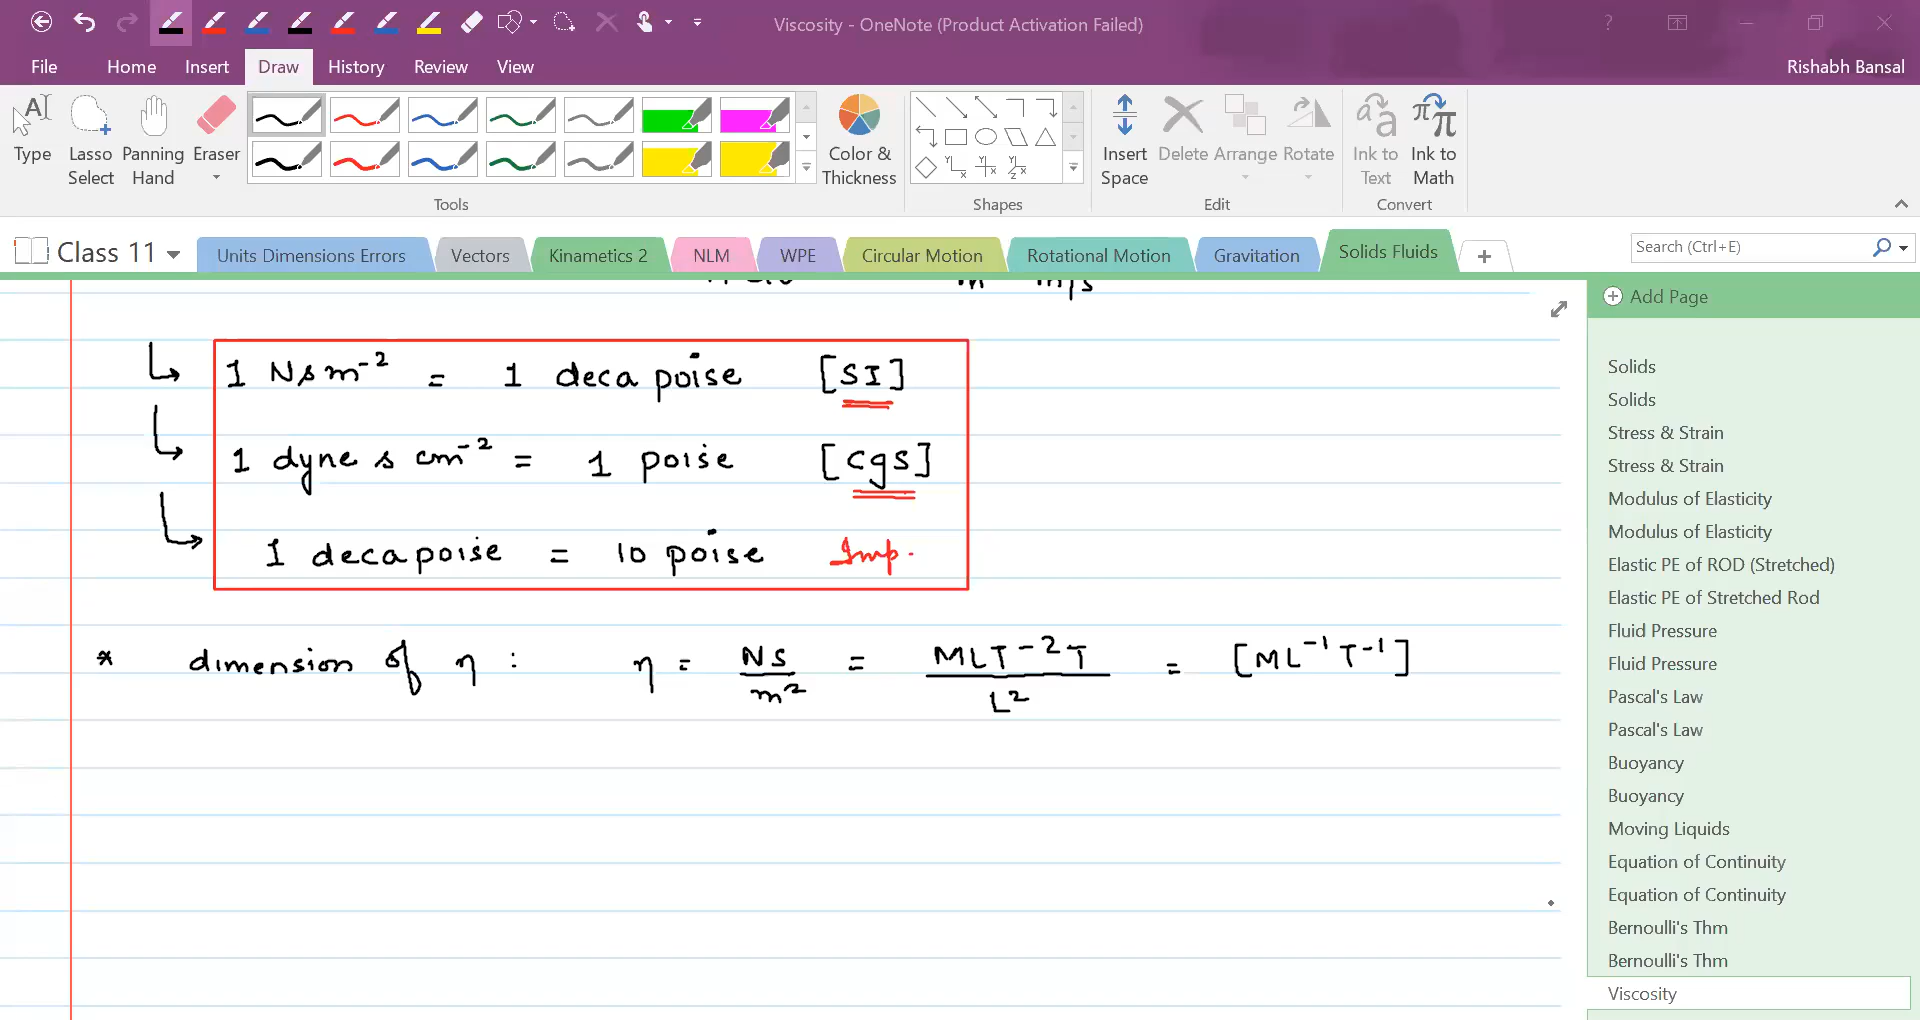 Viscosity - OneNote (Product Activation Failed)
?
File Home Insert Draw History Review View
Rishabh Bansal
Type Lasso Select Panning Hand Eraser
Color & Thickness
Insert Space Delete Arrange Rotate Ink to Text Ink to Math
Tools Shapes Edit Convert
Class 11
Units Dimensions Errors Vectors Kinametics 2 NLM WPE Circular Motion Rotational Motion Gravitation Solids Fluids +
Search (Ctrl+E)
Add Page
1 Nsm⁻² = 1 deca poise [SI]
1 dyne s cm⁻² = 1 poise [cgs]
1 decapoise = 10 poise Imp.
* dimension of η : η = NS/m² = MLT⁻²T/L² = [ML⁻¹T⁻¹]
Solids
Solids
Stress & Strain
Stress & Strain
Modulus of Elasticity
Modulus of Elasticity
Elastic PE of ROD (Stretched)
Elastic PE of Stretched Rod
Fluid Pressure
Fluid Pressure
Pascal's Law
Pascal's Law
Buoyancy
Buoyancy
Moving Liquids
Equation of Continuity
Equation of Continuity
Bernoulli's Thm
Bernoulli's Thm
Viscosity